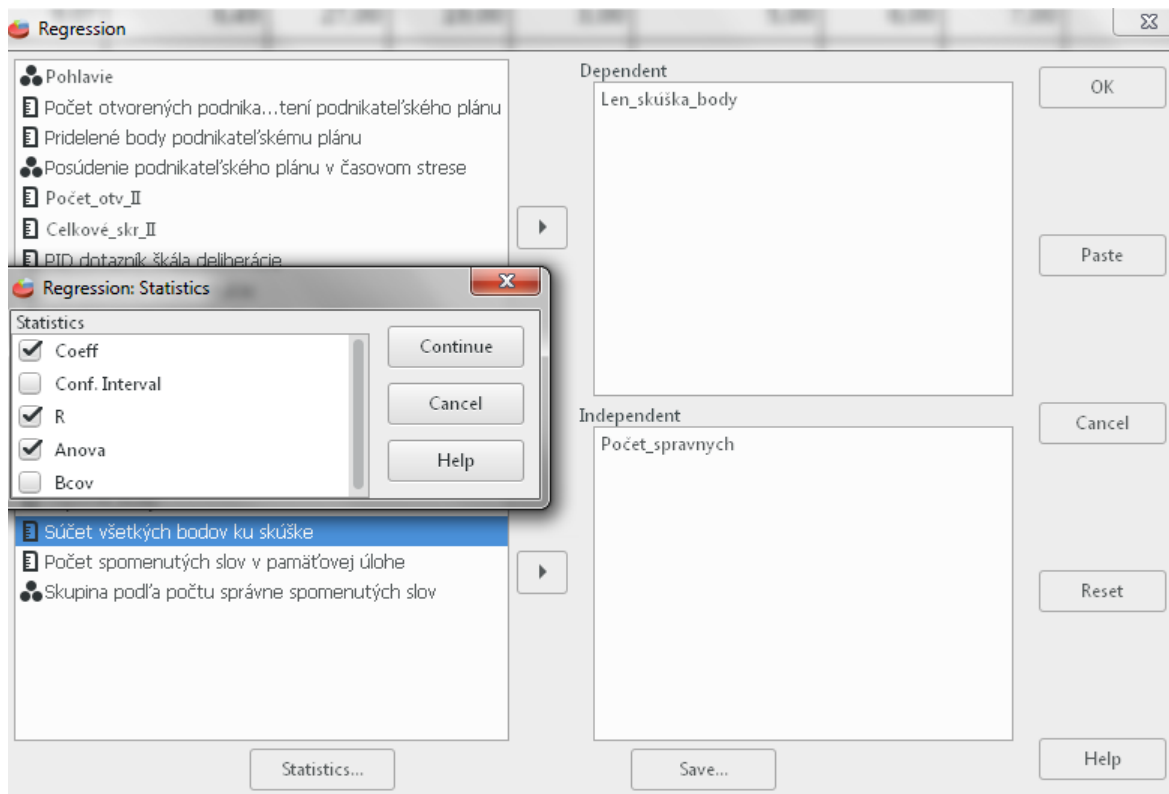 Regression
Pohlavie
Počet otvorených podnika...tení podnikateľského plánu
Pridelené body podnikateľskému plánu
Posúdenie podnikateľského plánu v časovom strese
Počet_otv_II
Celkové_skr_II
PID dotazník škála deliberácie
Regression: Statistics
Statistics
Coeff
Conf. Interval
R
Anova
Bcov
Continue
Cancel
Help
Súčet všetkých bodov ku skúške
Počet spomenutých slov v pamäťovej úlohe
Skupina podľa počtu správne spomenutých slov
Statistics...
Dependent
Len_skúška_body
Independent
Počet_spravnych
Save...
OK
Paste
Cancel
Reset
Help